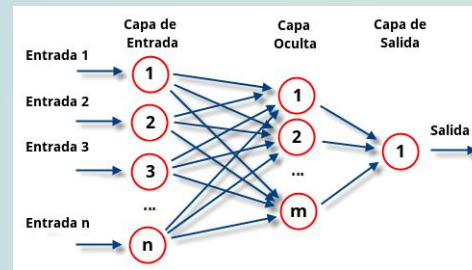 Capa de
Entrada
Capa
Oculta
Capa de
Salida
Entrada 1
1
Entrada 2
2
Entrada 3
3
...
Entrada n
n
1
2
...
m
1
Salida